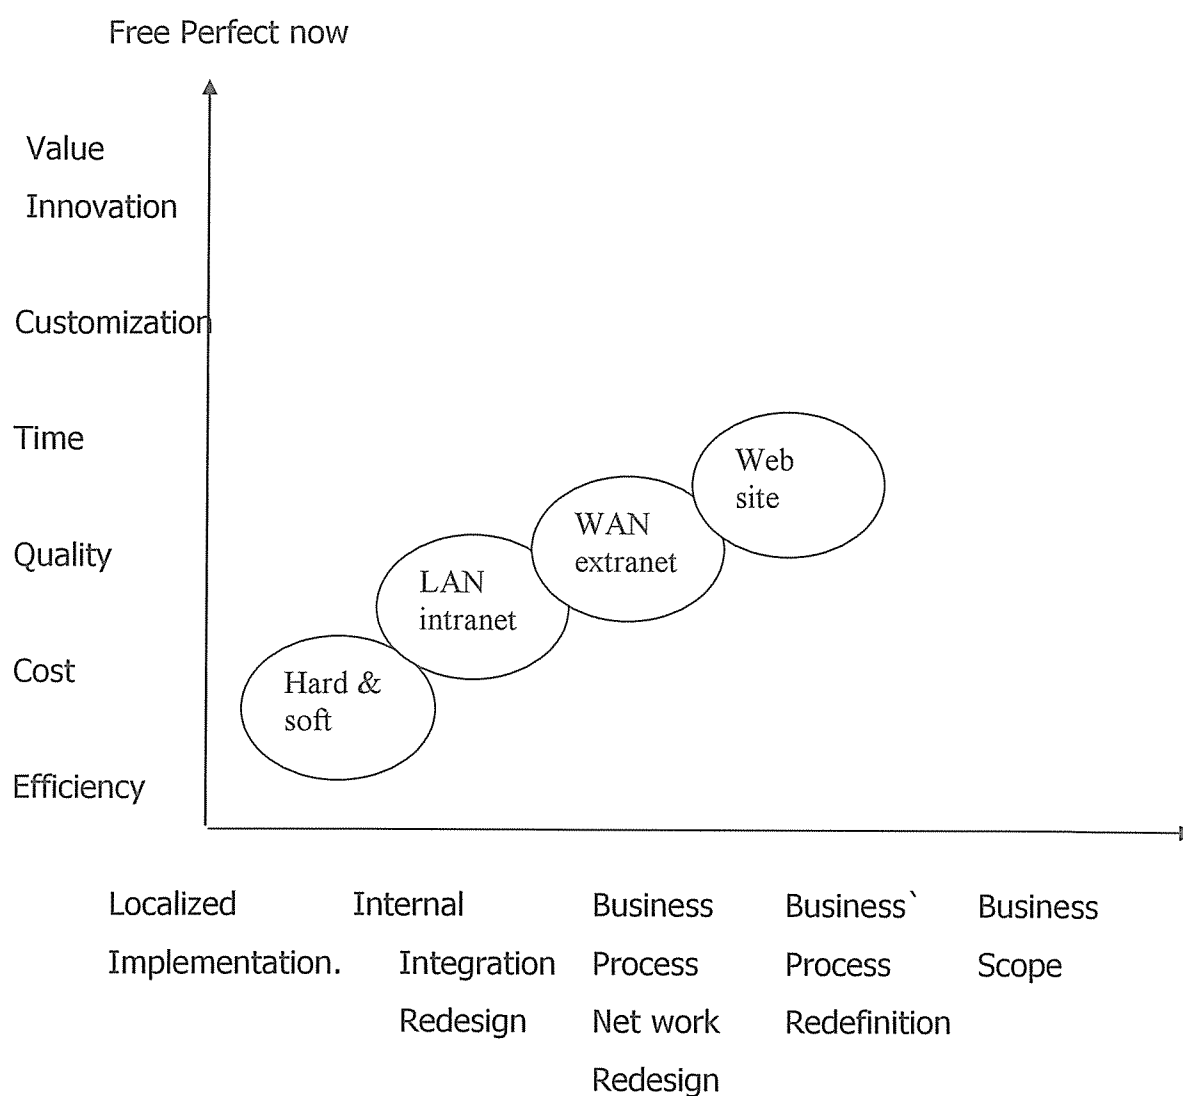 Free Perfect now
Value
Innovation
Customization
Time
Web
site
WAN
extranet
Quality
LAN
intranet
Cost
Hard &
soft
Efficiency
Localized Internal Business Business` Business
Implementation. Integration Process Process Scope
Redesign Net work Redefinition
Redesign